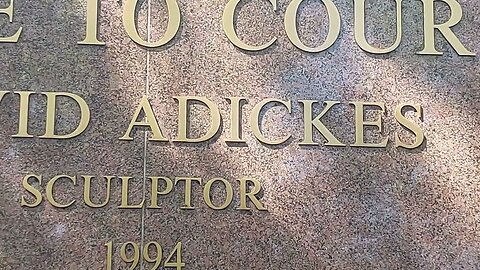 E TO COUR
VID ADICKES
SCULPTOR
1994